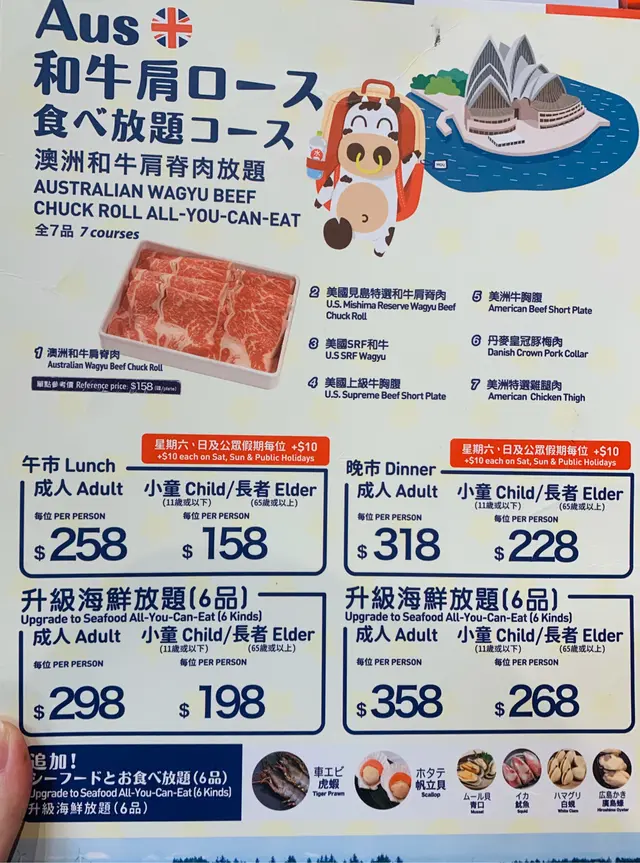 Aus
和牛肩ロース
食べ放題コース
澳洲和牛肩脊肉放題
AUSTRALIAN WAGYU BEEF
CHUCK ROLL ALL-YOU-CAN-EAT
全7品 7 courses
1 澳洲和牛肩脊肉
Australian Wagyu Beef Chuck Roll
單點參考價 Reference price: $158 (碟/plate)
2 美國見島特選和牛肩脊肉
U.S. Mishima Reserve Wagyu Beef
Chuck Roll
3 美國SRF和牛
U.S SRF Wagyu
4 美國上級牛胸腹
U.S. Supreme Beef Short Plate
5 美洲牛胸腹
American Beef Short Plate
6 丹麥皇冠豚梅肉
Danish Crown Pork Collar
7 美洲特選雞腿肉
American Chicken Thigh
午市 Lunch
星期六、日及公眾假期每位 +$10
+$10 each on Sat, Sun & Public Holidays
成人 Adult 小童 Child/長者 Elder
(11歲或以下) (65歲或以上)
每位 PER PERSON 每位 PER PERSON
$258 $158
晚市 Dinner
星期六、日及公眾假期每位 +$10
+$10 each on Sat, Sun & Public Holidays
成人 Adult 小童 Child/長者 Elder
(11歲或以下) (65歲或以上)
每位 PER PERSON 每位 PER PERSON
$318 $228
升級海鮮放題(6品)
Upgrade to Seafood All-You-Can-Eat (6 Kinds)
成人 Adult 小童 Child/長者 Elder
(11歲或以下) (65歲或以上)
每位 PER PERSON 每位 PER PERSON
$298 $198
升級海鮮放題(6品)
Upgrade to Seafood All-You-Can-Eat (6 Kinds)
成人 Adult 小童 Child/長者 Elder
(11歲或以下) (65歲或以上)
每位 PER PERSON 每位 PER PERSON
$358 $268
追加!
シーフードとお食べ放題(6品)
Upgrade to Seafood All-You-Can-Eat (6 Kinds)
升級海鮮放題(6品)
車エビ
虎蝦
Tiger Prawn
ホタテ
帆立貝
Scallop
ムール貝
青口
Mussel
イカ
魷魚
Squid
ハマグリ
白蜆
White Clam
広島かき
廣島蠔
Hiroshima Oyster